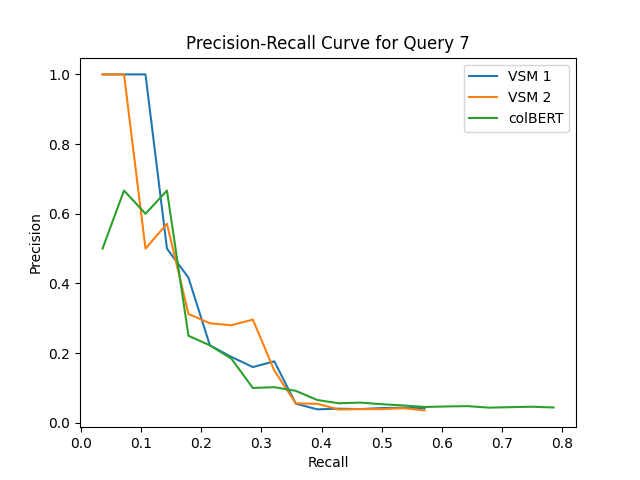 Precision-Recall Curve for Query 7
VSM 1
VSM 2
colBERT
Precision
1.0
0.8
0.6
0.4
0.2
0.0
0.0 0.1 0.2 0.3 0.4 0.5 0.6 0.7 0.8
Recall